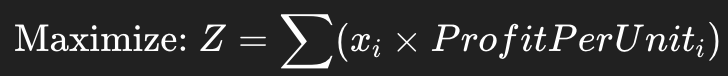 Maximize: Z = ∑(xᵢ × ProfitPerUnitᵢ)